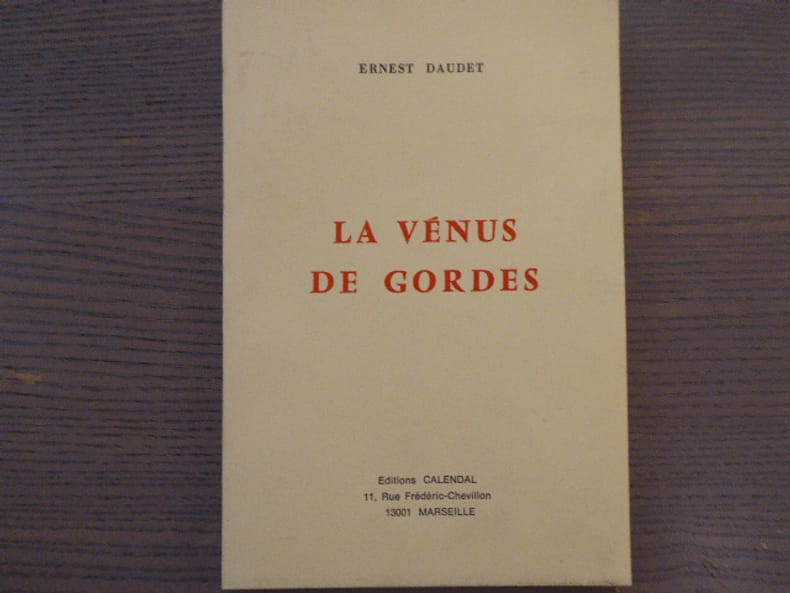 ERNEST DAUDET
LA VÉNUS
DE GORDES
Editions CALENDAL
11, Rue Frédéric-Chevillon
13001 MARSEILLE